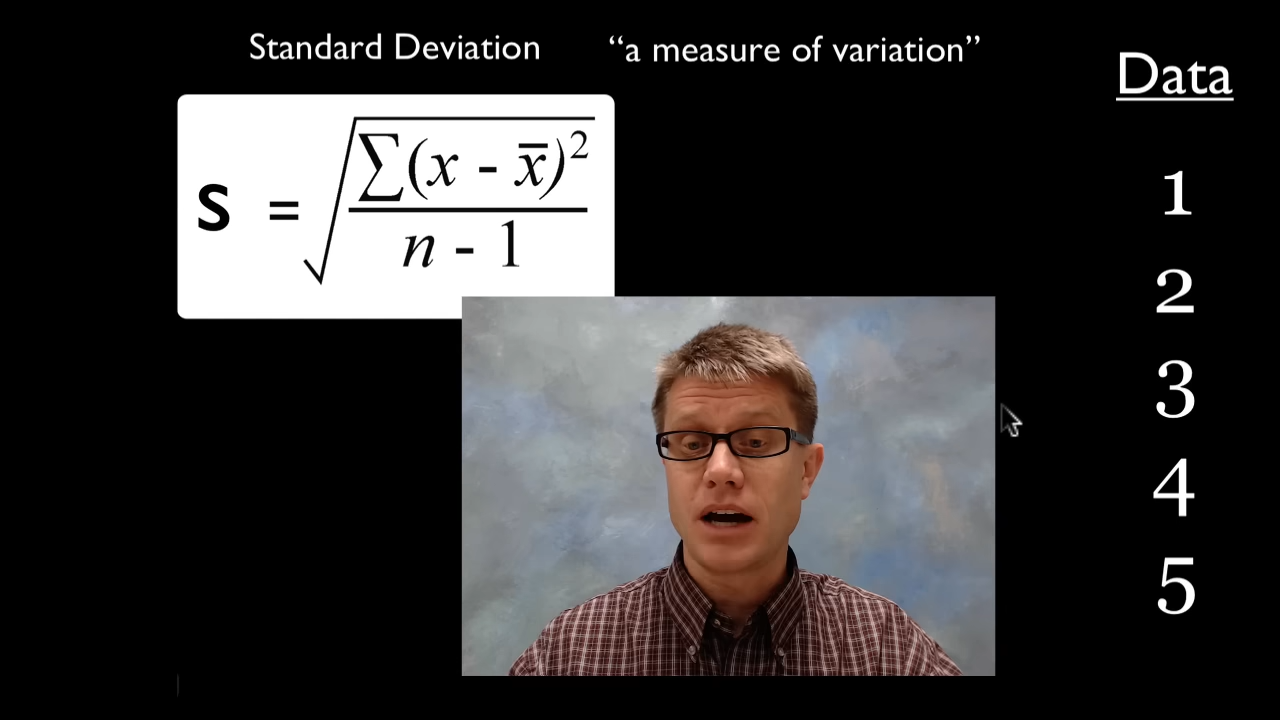 Standard Deviation “a measure of variation”
Data
s = √(∑(x - x̄)² / (n - 1))
1
2
3
4
5